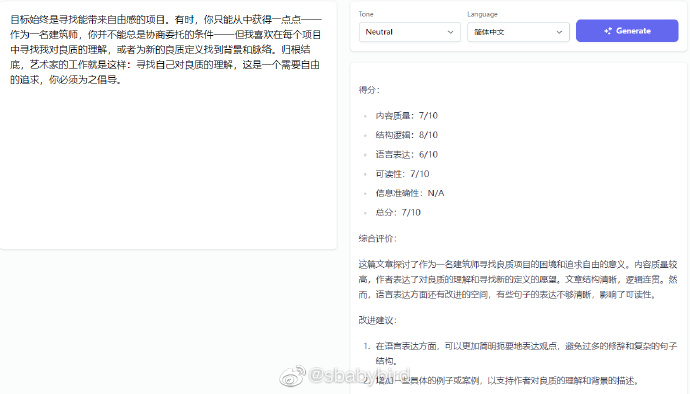 目标始终是寻找能带来自由感的项目。有时，你只能从中获得一点点——
作为一名建筑师，你并不能总是协商委托的条件——但我喜欢在每个项目
中寻找我对良质的理解，或者为新的良质定义找到背景和脉络。归根结
底，艺术家的工作就是这样：寻找自己对良质的理解，这是一个需要自由
的追求，你必须为之倡导。
Tone
Language
Neutral
简体中文
Generate
得分：
内容质量：7/10
结构逻辑：8/10
语言表达：6/10
可读性：7/10
信息准确性：N/A
总分：7/10
综合评价：
这篇文章探讨了作为一名建筑师寻找良质项目的困境和追求自由的意义。内容质量较
高，作者表达了对良质的理解和寻找新的定义的愿望。文章结构清晰，逻辑连贯。然
而，语言表达方面还有改进的空间，有些句子的表达不够清晰，影响了可读性。
改进建议：
1. 在语言表达方面，可以更加简明扼要地表达观点，避免过多的修辞和复杂的句子
结构。
2. 增加一些具体的例子或案例，以支持作者对良质的理解和背景的描述。
@sbabybird